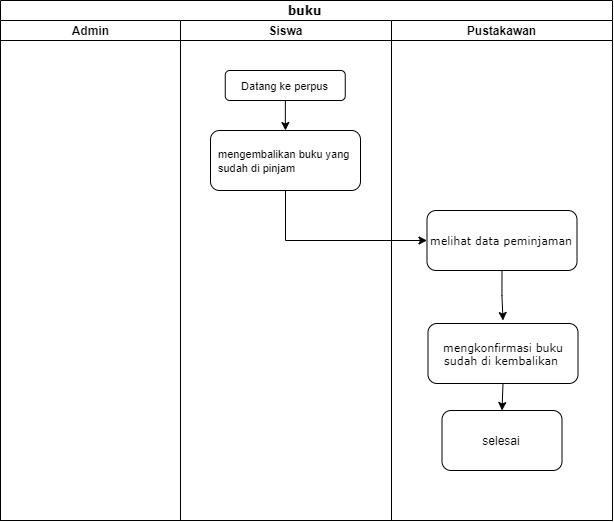 buku
Admin
Siswa
Pustakawan
Datang ke perpus
mengembalikan buku yang
sudah di pinjam
melihat data peminjaman
mengkonfirmasi buku
sudah di kembalikan
selesai